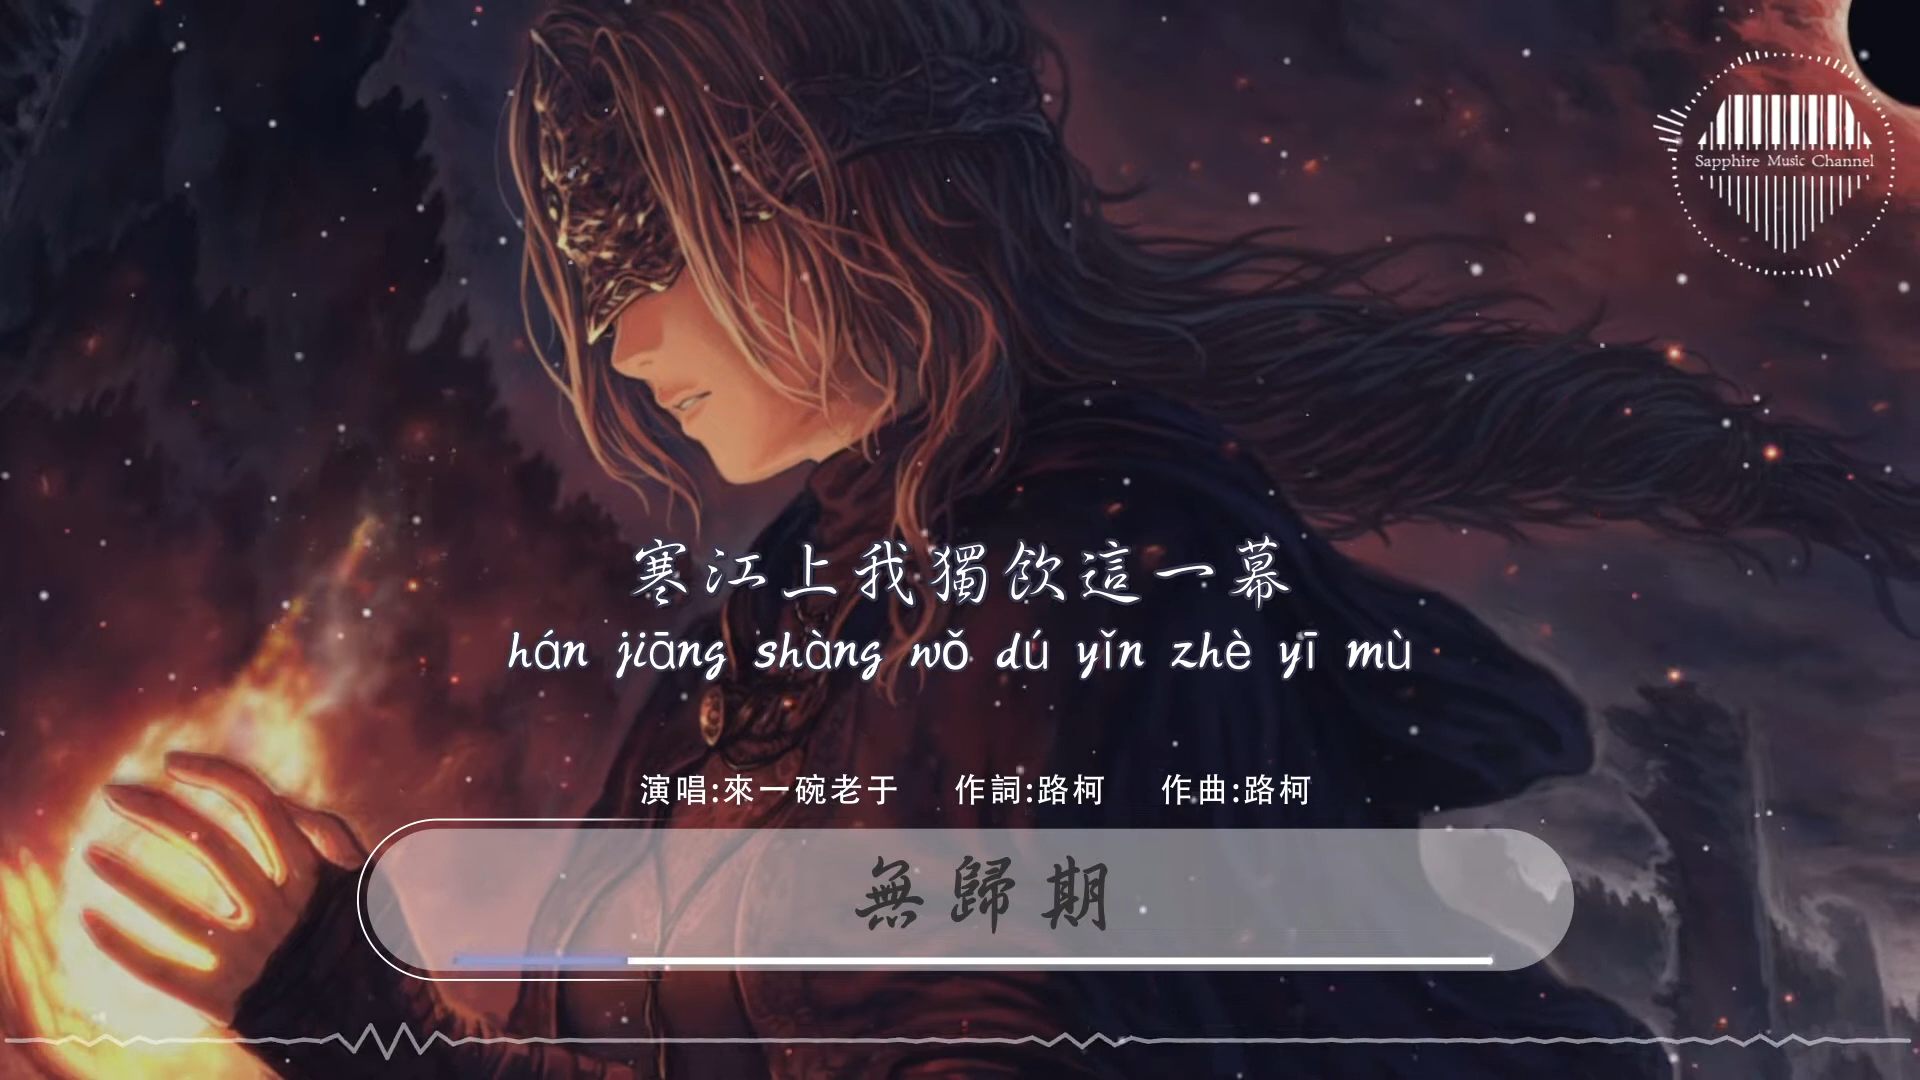 Sapphire Music Channel
寒江上我獨飲這一幕
hán jiāng shàng wǒ dú yǐn zhè yī mù
演唱:來一碗老于 作詞:路柯 作曲:路柯
無歸期